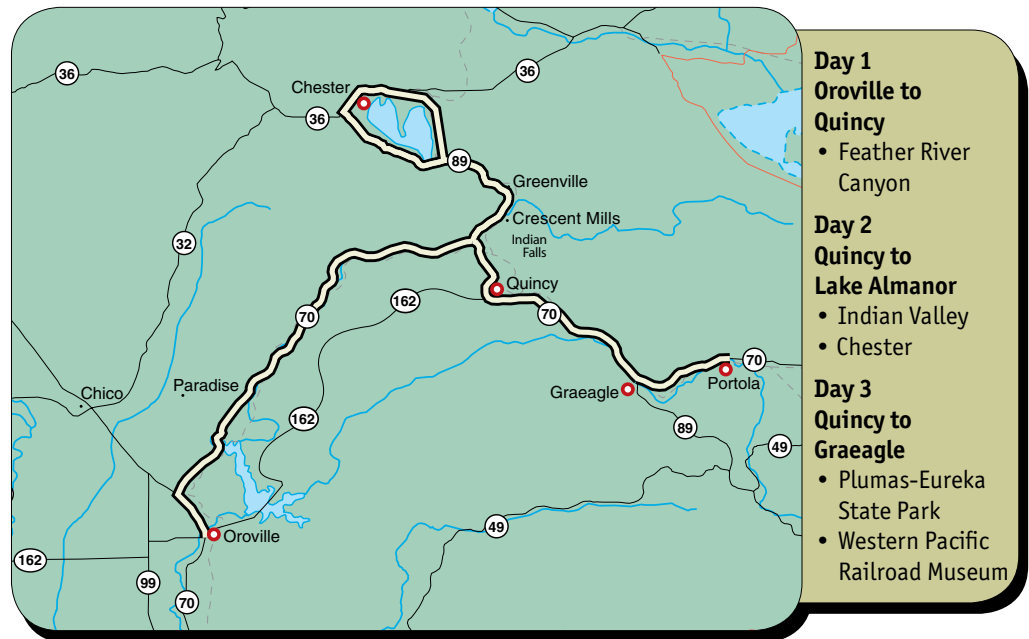 36
36
Chester
36
89
Greenville
Crescent Mills
Indian
Falls
32
Quincy
162
70
70
70
Chico
Paradise
Graeagle
Portola
162
89
49
49
Oroville
162
99
70
Day 1
Oroville to
Quincy
• Feather River
Canyon
Day 2
Quincy to
Lake Almanor
• Indian Valley
• Chester
Day 3
Quincy to
Graeagle
• Plumas-Eureka
State Park
• Western Pacific
Railroad Museum